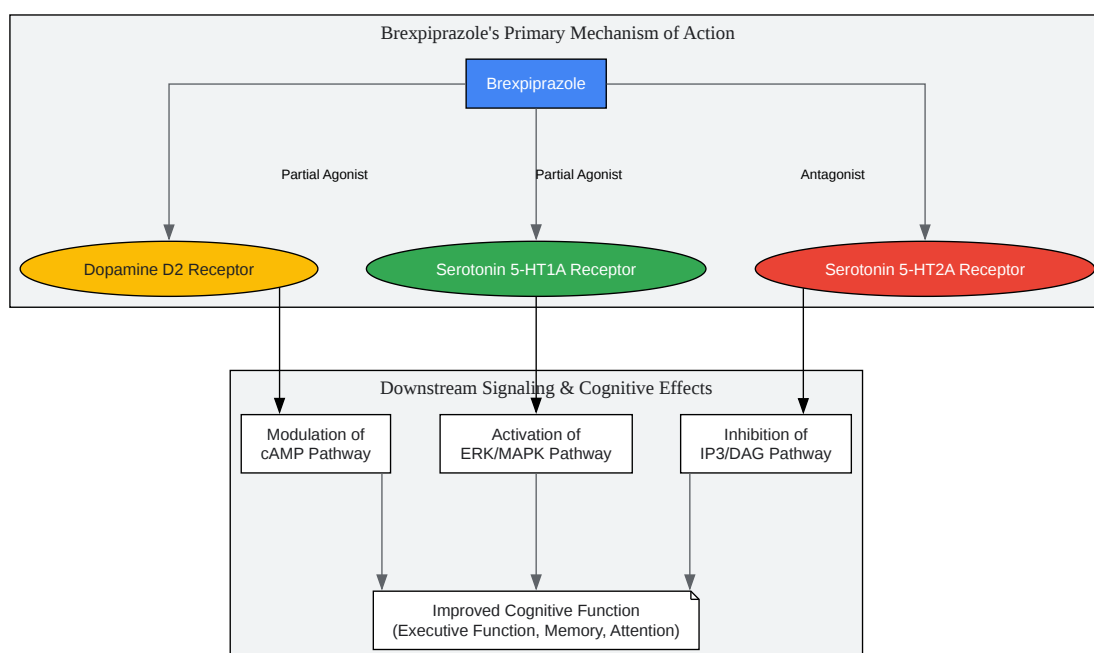 Brexpiprazole's Primary Mechanism of Action
Brexpiprazole
Partial Agonist
Partial Agonist
Antagonist
Dopamine D2 Receptor
Serotonin 5-HT1A Receptor
Serotonin 5-HT2A Receptor
Downstream Signaling & Cognitive Effects
Modulation of
cAMP Pathway
Activation of
ERK/MAPK Pathway
Inhibition of
IP3/DAG Pathway
Improved Cognitive Function
(Executive Function, Memory, Attention)